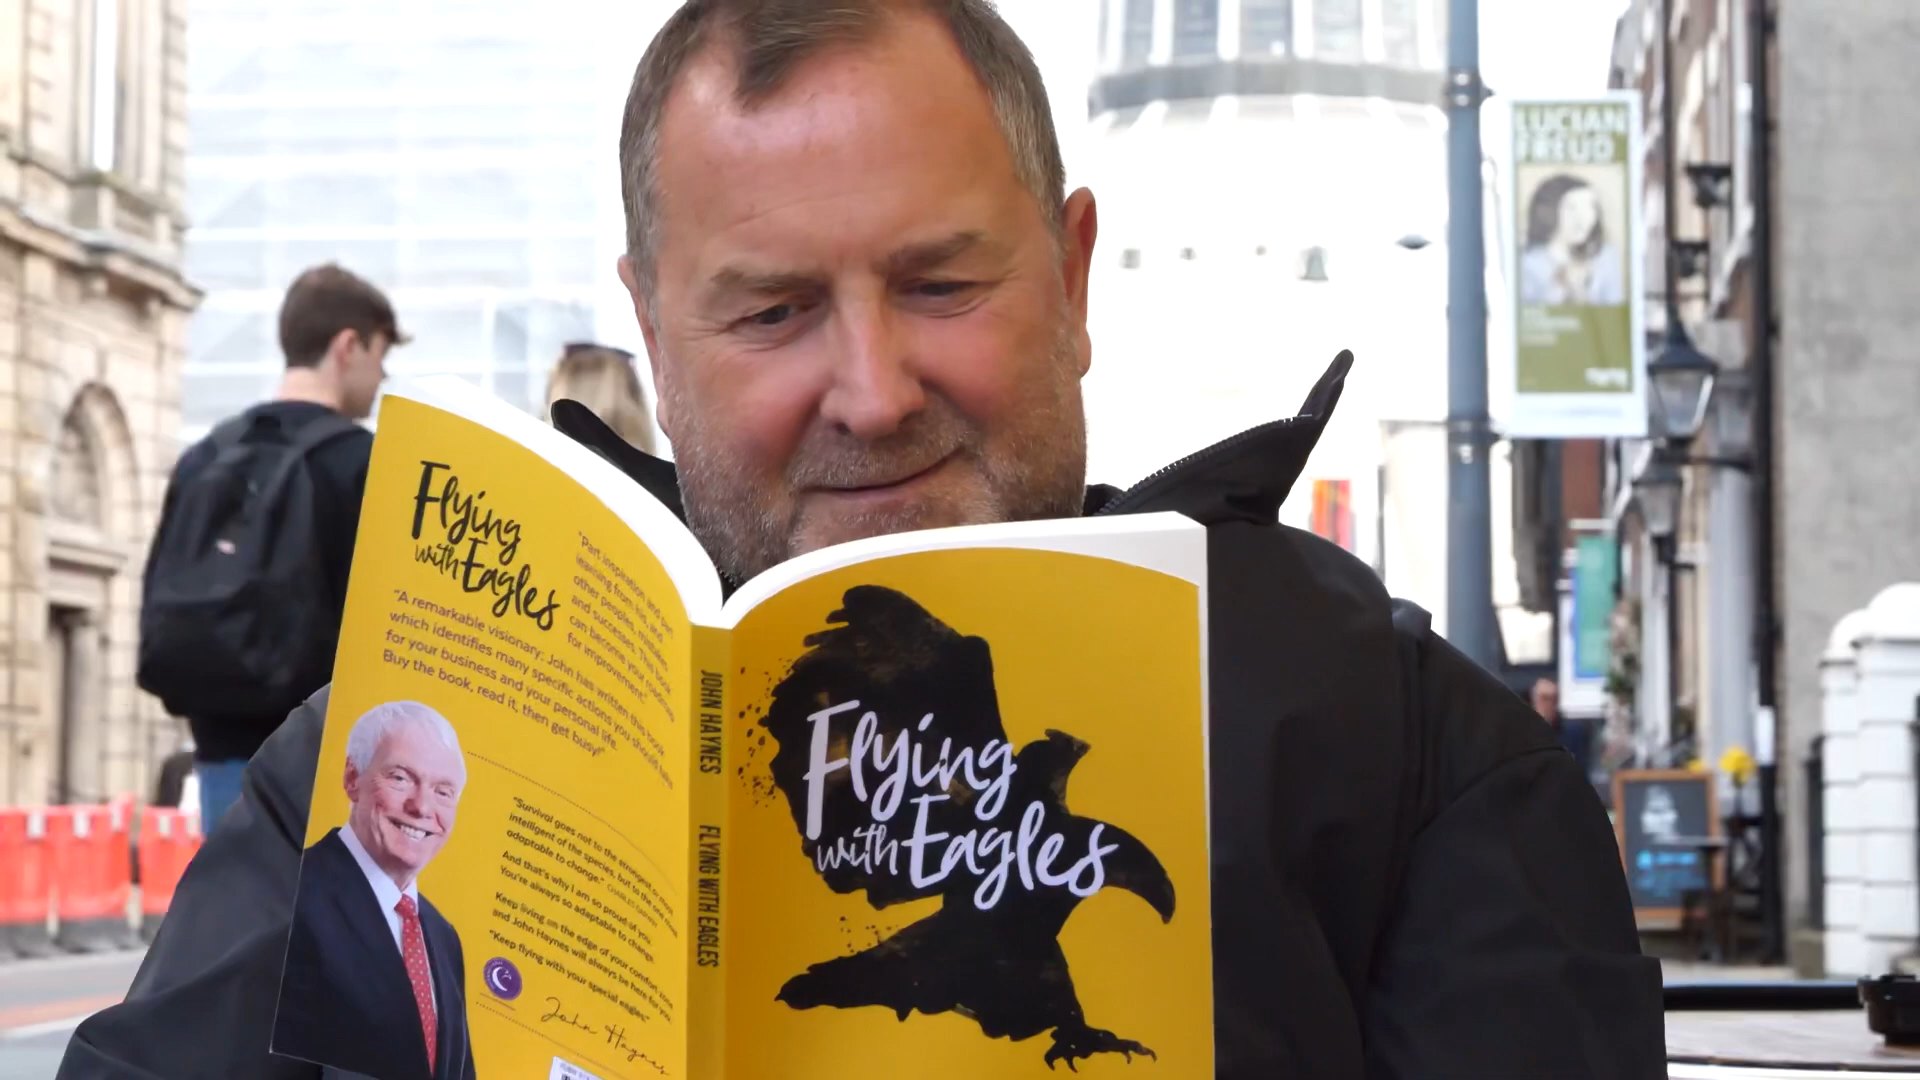 LUCIAN
FREUD
Flying
with Eagles
"Part inspiration and part
learning from his, and
other peoples, mistakes
and successes. This book
can become your roadmap
for improvement."
"A remarkable visionary: John has written this book
which identifies many specific actions you should take
for your business and your personal life.
Buy the book, read it, then get busy!"
"Survival goes not to the strongest or most
intelligent of the species, but to the one most
adaptable to change." CHARLES DARWIN
And that's why I am so proud of you.
You're always so adaptable to change.
Keep living on the edge of your comfort zone
and John Haynes will always be here for you.
"Keep flying with your special eagles."
John Haynes
JOHN HAYNES FLYING WITH EAGLES
Flying
with Eagles